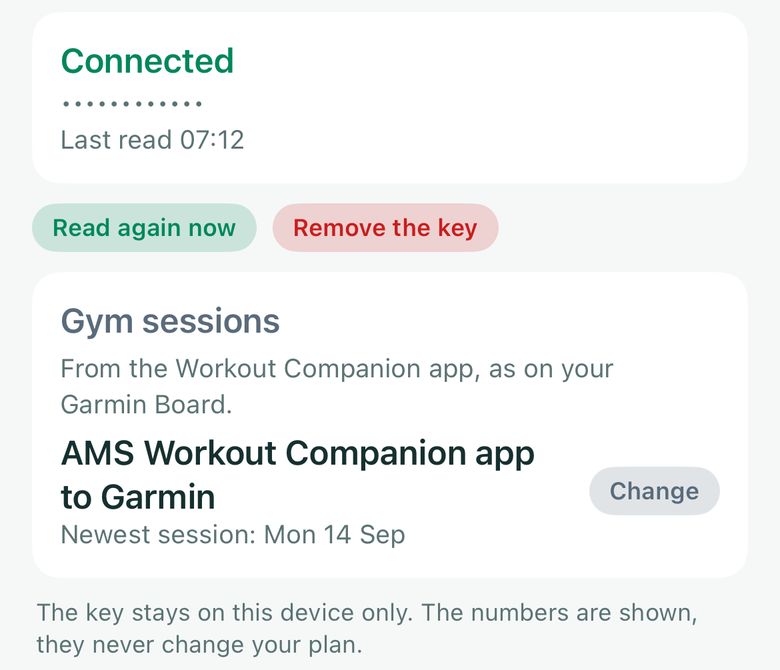 Connected
............
Last read 07:12
Read again now
Remove the key
Gym sessions
From the Workout Companion app, as on your
Garmin Board.
AMS Workout Companion app
to Garmin
Change
Newest session: Mon 14 Sep
The key stays on this device only. The numbers are shown,
they never change your plan.